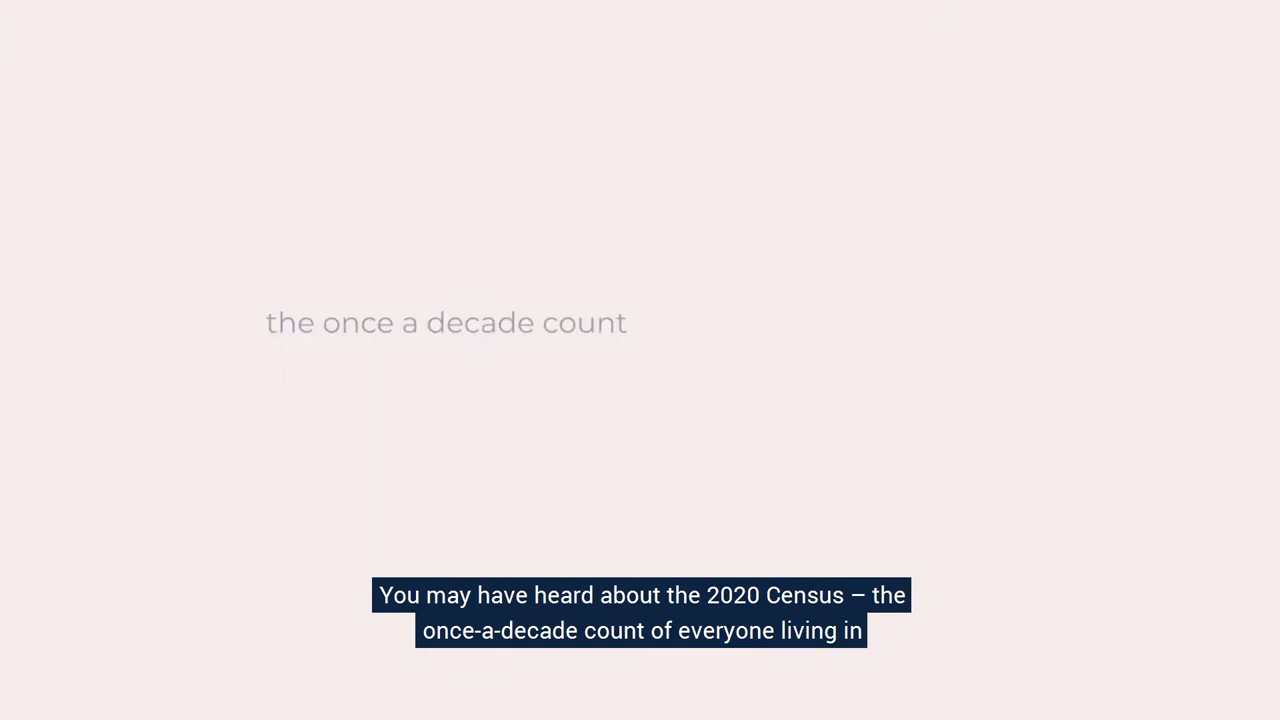 the once a decade count
You may have heard about the 2020 Census – the
once-a-decade count of everyone living in